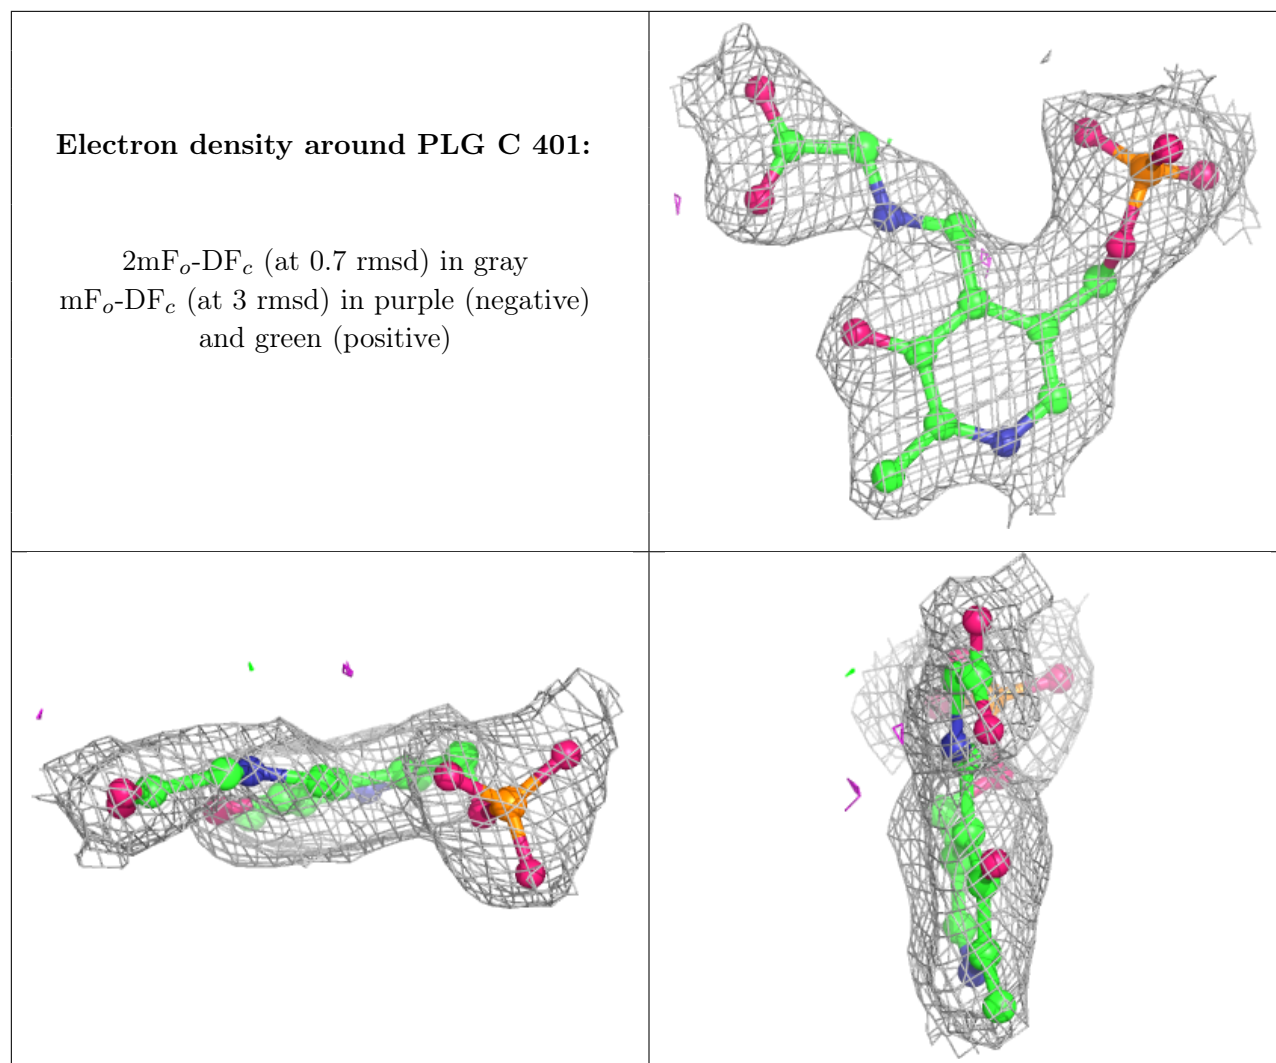 Electron density around PLG C 401:
2mFo-DFc (at 0.7 rmsd) in gray
mFo-DFc (at 3 rmsd) in purple (negative)
and green (positive)